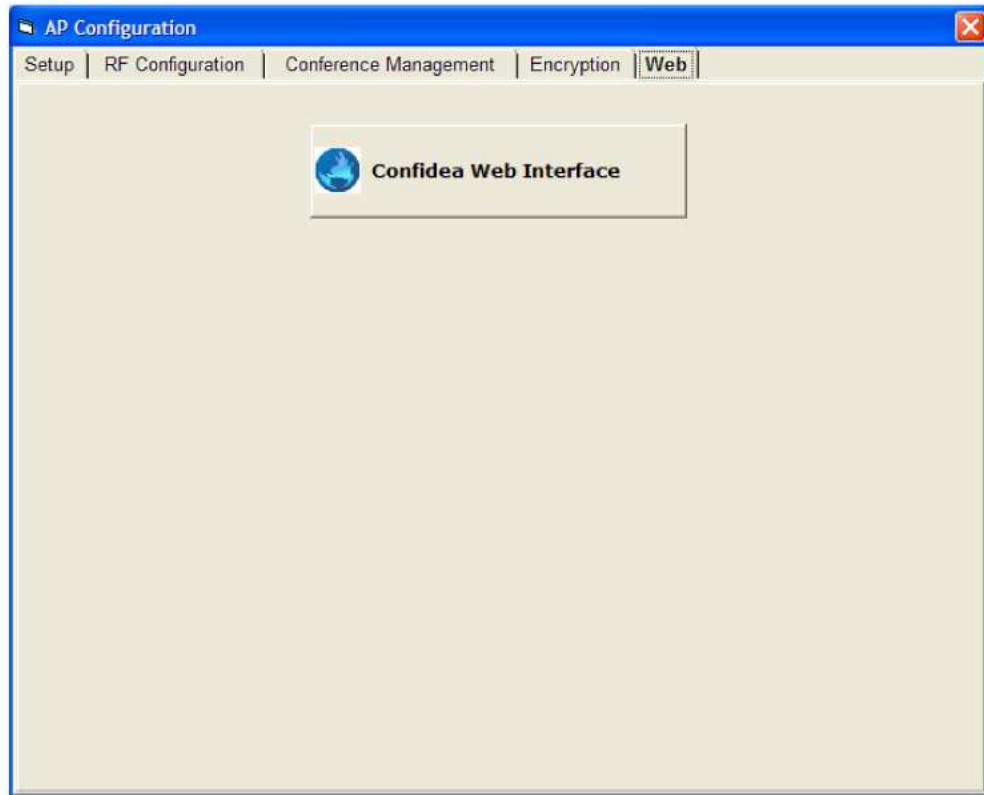 AP Configuration
Setup RF Configuration Conference Management Encryption Web
Confidea Web Interface